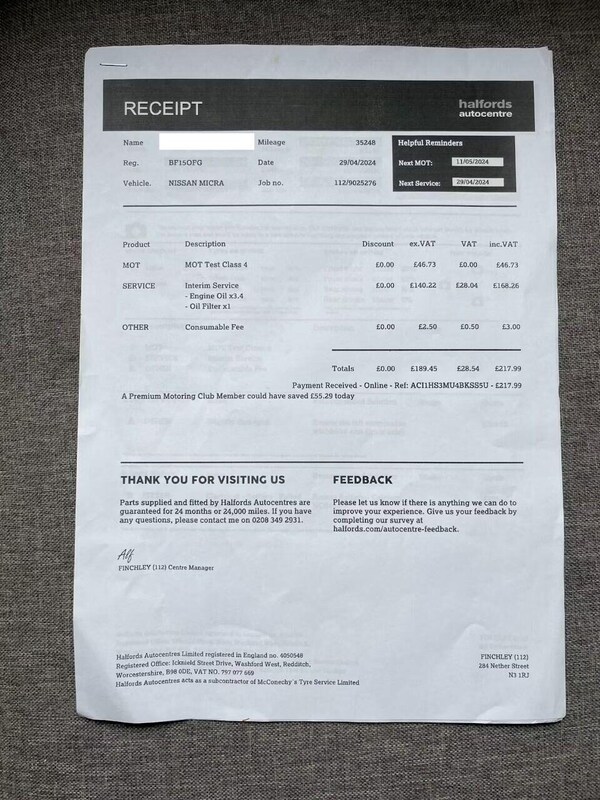 RECEIPT
halfords
autocentre
Name Mileage 35248
Helpful Reminders
Reg. BF15OFG Date 29/04/2024
Next MOT: 11/05/2024
Vehicle. NISSAN MICRA Job no. 112/9025276
Next Service: 29/04/2024
Product Description Discount ex.VAT VAT inc.VAT
MOT MOT Test Class 4 £0.00 £46.73 £0.00 £46.73
SERVICE Interim Service £0.00 £140.22 £28.04 £168.26
- Engine Oil x3.4
- Oil Filter x1
OTHER Consumable Fee £0.00 £2.50 £0.50 £3.00
Totals £0.00 £189.45 £28.54 £217.99
Payment Received - Online - Ref: ACI1HS3MU4BKSS5U - £217.99
A Premium Motoring Club Member could have saved £55.29 today
THANK YOU FOR VISITING US
Parts supplied and fitted by Halfords Autocentres are
guaranteed for 24 months or 24,000 miles. If you have
any questions, please contact me on 0208 349 2931.
FEEDBACK
Please let us know if there is anything we can do to
improve your experience. Give us your feedback by
completing our survey at
halfords.com/autocentre-feedback.
Alf
FINCHLEY (112) Centre Manager
Halfords Autocentres Limited registered in England no. 4050548
Registered Office: Icknield Street Drive, Washford West, Redditch,
Worcestershire, B98 0DE, VAT NO. 797 077 669
Halfords Autocentres acts as a subcontractor of McConechy's Tyre Service Limited
FINCHLEY (112)
284 Nether Street
N3 1RJ